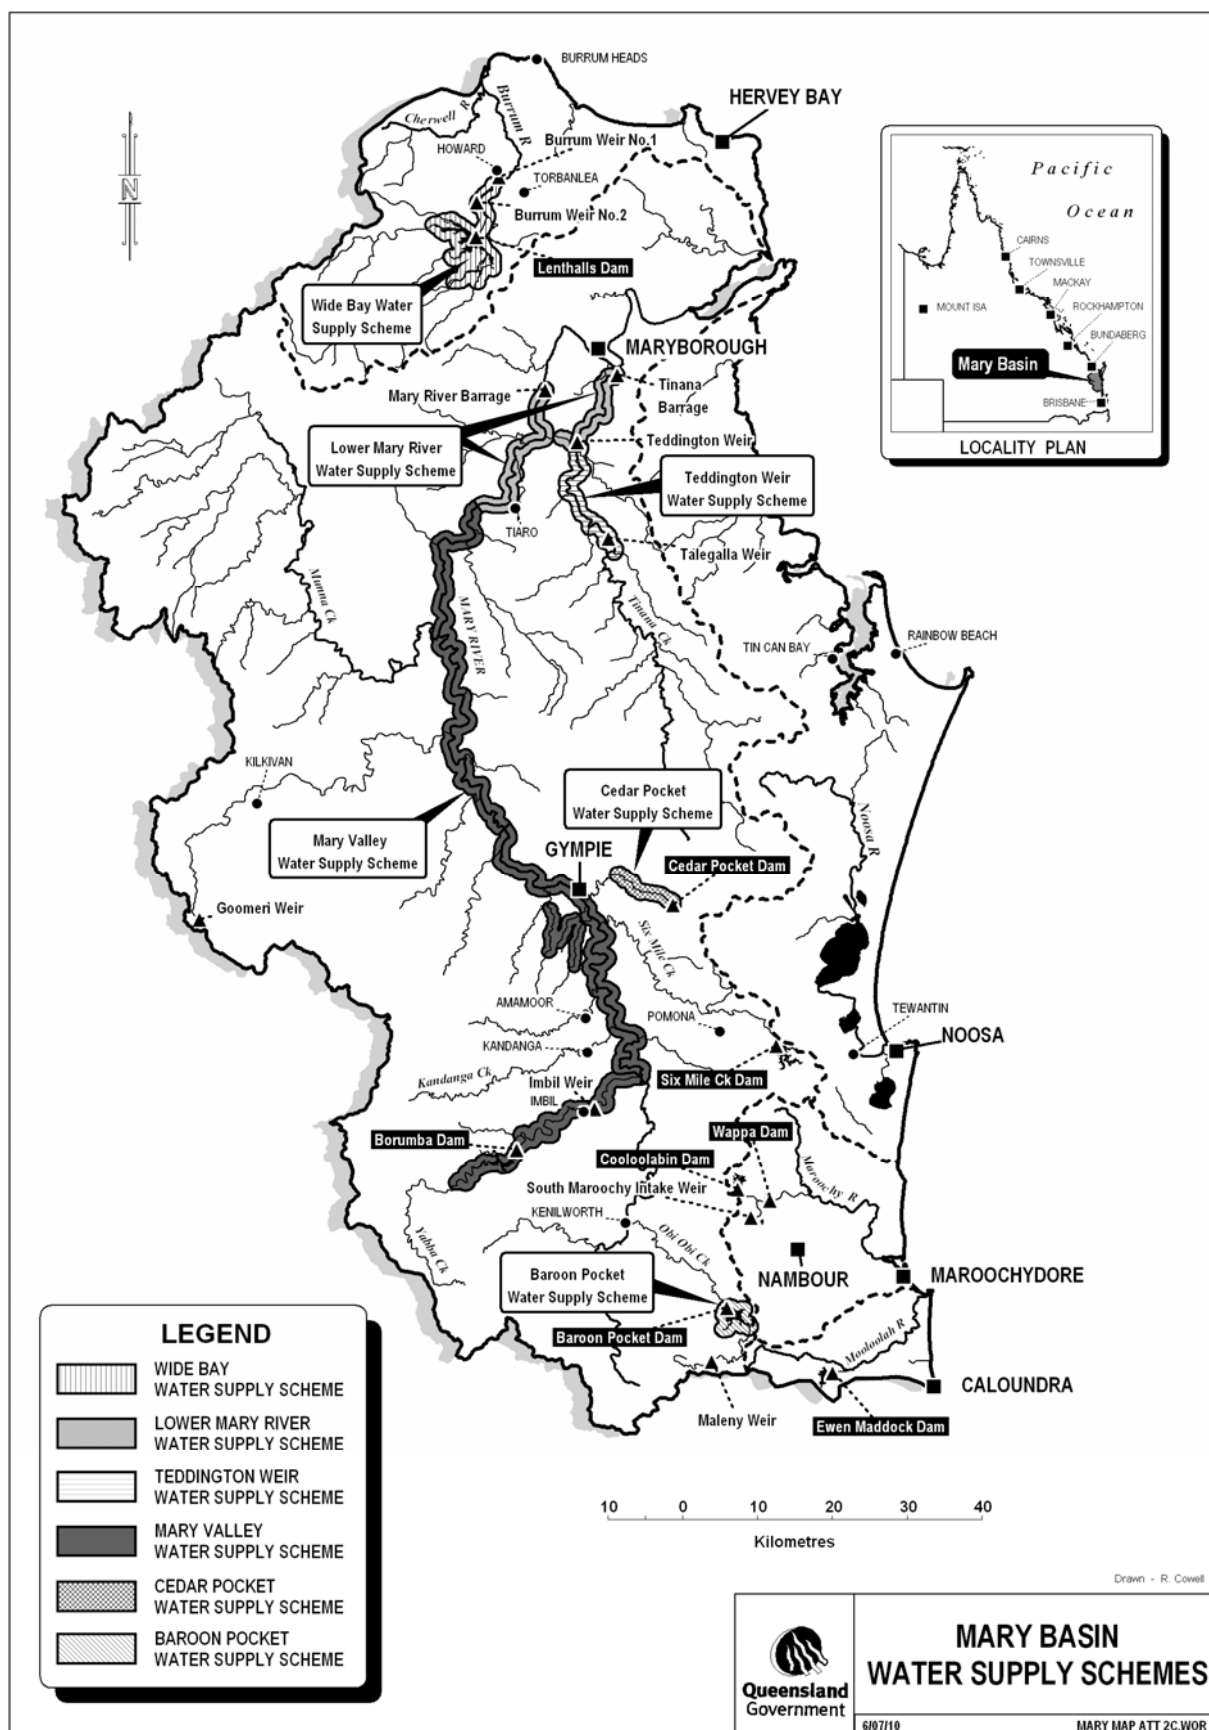 BURRUM HEADS
HERVEY BAY
Cherwell R
Burrum R
Burrum Weir No.1
HOWARD
TORBANLEA
Burrum Weir No.2
Lenthalls Dam
N
Wide Bay Water
Supply Scheme
Pacific
Ocean
CAIRNS
TOWNSVILLE
MACKAY
MOUNT ISA
ROCKHAMPTON
BUNDABERG
Mary Basin
BRISBANE
LOCALITY PLAN
MARYBOROUGH
Mary River Barrage
Tinana
Barrage
Lower Mary River
Water Supply Scheme
Teddington Weir
Teddington Weir
Water Supply Scheme
TIARO
Talegalla Weir
Munna Ck
MARY RIVER
Tinana Ck
TIN CAN BAY
RAINBOW BEACH
KILKIVAN
Cedar Pocket
Water Supply Scheme
Noosa R
Mary Valley
Water Supply Scheme
GYMPIE
Cedar Pocket Dam
Goomeri Weir
Six Mile Ck
AMAMOOR
POMONA
TEWANTIN
NOOSA
KANDANGA
Kandanga Ck
Imbil Weir
IMBIL
Six Mile Ck Dam
Borumba Dam
Wappa Dam
Cooloolabin Dam
South Maroochy Intake Weir
Maroochy R
KENILWORTH
Yabba Ck
Obi Obi Ck
NAMBOUR
MAROOCHYDORE
Baroon Pocket
Water Supply Scheme
Baroon Pocket Dam
Mooloolah R
CALOUNDRA
Maleny Weir
Ewen Maddock Dam
LEGEND
WIDE BAY
WATER SUPPLY SCHEME
LOWER MARY RIVER
WATER SUPPLY SCHEME
TEDDINGTON WEIR
WATER SUPPLY SCHEME
MARY VALLEY
WATER SUPPLY SCHEME
CEDAR POCKET
WATER SUPPLY SCHEME
BAROON POCKET
WATER SUPPLY SCHEME
10 0 10 20 30 40
Kilometres
Drawn - R. Cowell
Queensland
Government
MARY BASIN
WATER SUPPLY SCHEMES
6/07/10
MARY MAP ATT 2C.WOR